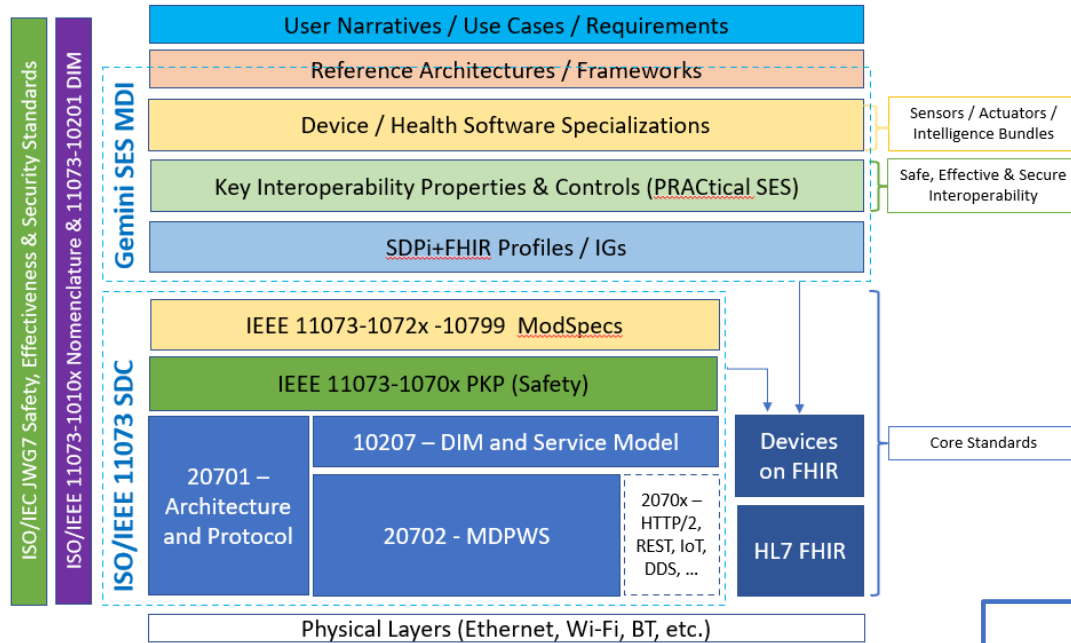 ISO/IEC JWG7 Safety, Effectiveness & Security Standards
ISO/IEEE 11073-1010x Nomenclature & 11073-10201 DIM
User Narratives / Use Cases / Requirements
Gemini SES MDI
Reference Architectures / Frameworks
Device / Health Software Specializations
Sensors / Actuators /
Intelligence Bundles
Key Interoperability Properties & Controls (PRACtical SES)
Safe, Effective & Secure
Interoperability
SDPi+FHIR Profiles / IGs
ISO/IEEE 11073 SDC
IEEE 11073-1072x -10799 ModSpecs
IEEE 11073-1070x PKP (Safety)
20701 –
Architecture
and Protocol
10207 – DIM and Service Model
20702 - MDPWS
2070x –
HTTP/2,
REST, IoT,
DDS, ...
Devices
on FHIR
HL7 FHIR
Core Standards
Physical Layers (Ethernet, Wi-Fi, BT, etc.)